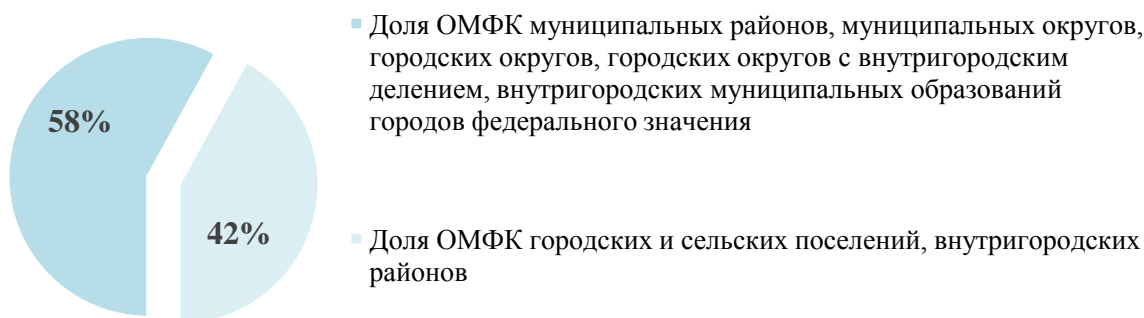 Доля ОМФК муниципальных районов, муниципальных округов,
городских округов, городских округов с внутригородским
делением, внутригородских муниципальных образований
городов федерального значения
58%
42%
Доля ОМФК городских и сельских поселений, внутригородских
районов